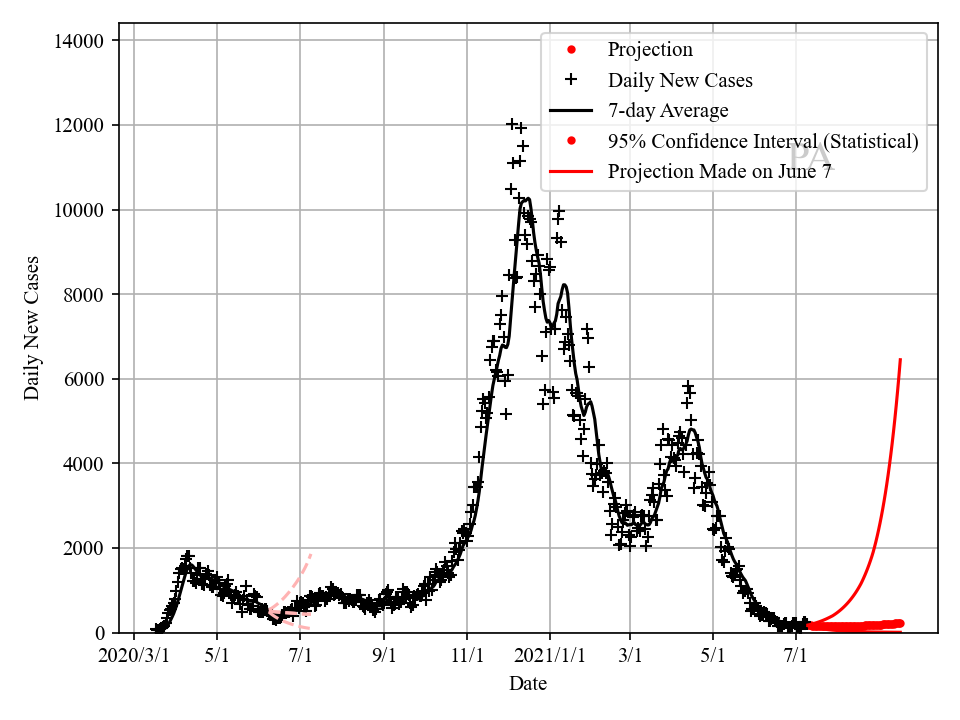 14000
12000
10000
8000
6000
4000
2000
0
Daily New Cases
Projection
Daily New Cases
7-day Average
95% Confidence Interval (Statistical)
Projection Made on June 7
PA
2020/3/1 5/1 7/1 9/1 11/1 2021/1/1 3/1 5/1 7/1
Date